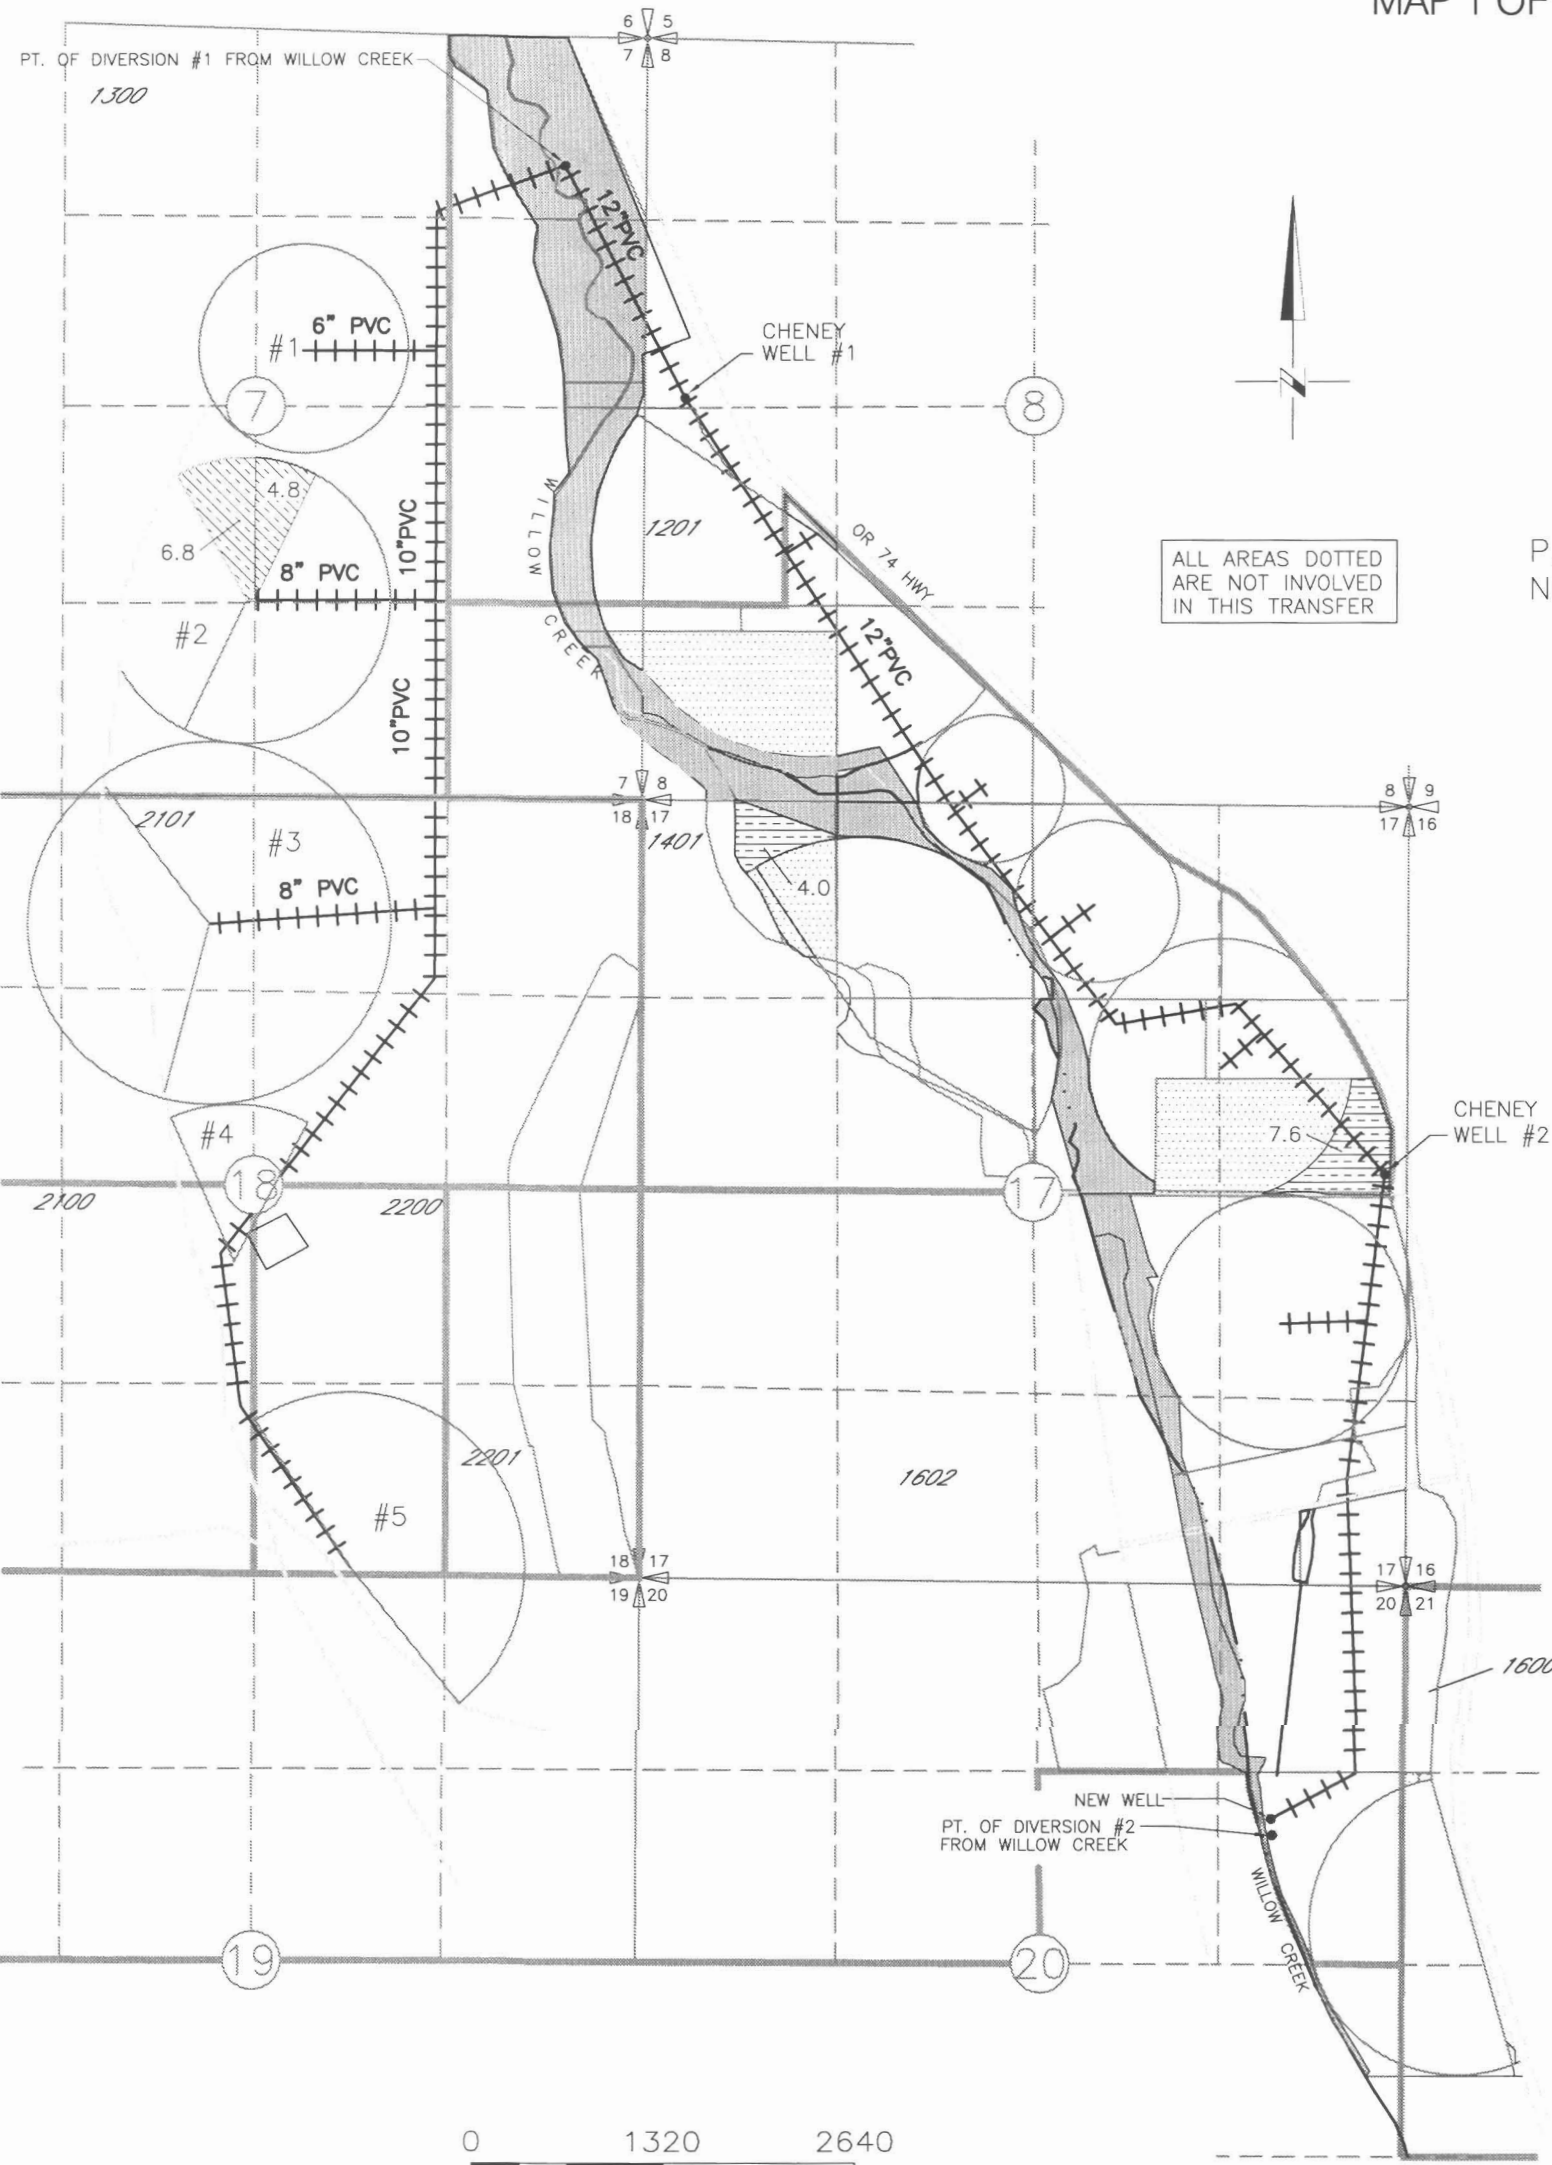 MAP 1 OF
6 5
7 8
PT. OF DIVERSION #1 FROM WILLOW CREEK
1300
12"PVC
6" PVC
#1
CHENEY
WELL #1
7
8
4.8
6.8
10"PVC
8" PVC
WILLOW
CREEK
1201
OR 74 HWY
ALL AREAS DOTTED
ARE NOT INVOLVED
IN THIS TRANSFER
P
N
#2
12"PVC
10"PVC
7 8
18 17
8 9
17 16
2101
#3
1401
8" PVC
4.0
#4
7.6
CHENEY
WELL #2
18
17
2100
2200
2201
1602
#5
18 17
19 20
17 16
20 21
1600
NEW WELL
PT. OF DIVERSION #2
FROM WILLOW CREEK
WILLOW CREEK
19
20
0 1320 2640